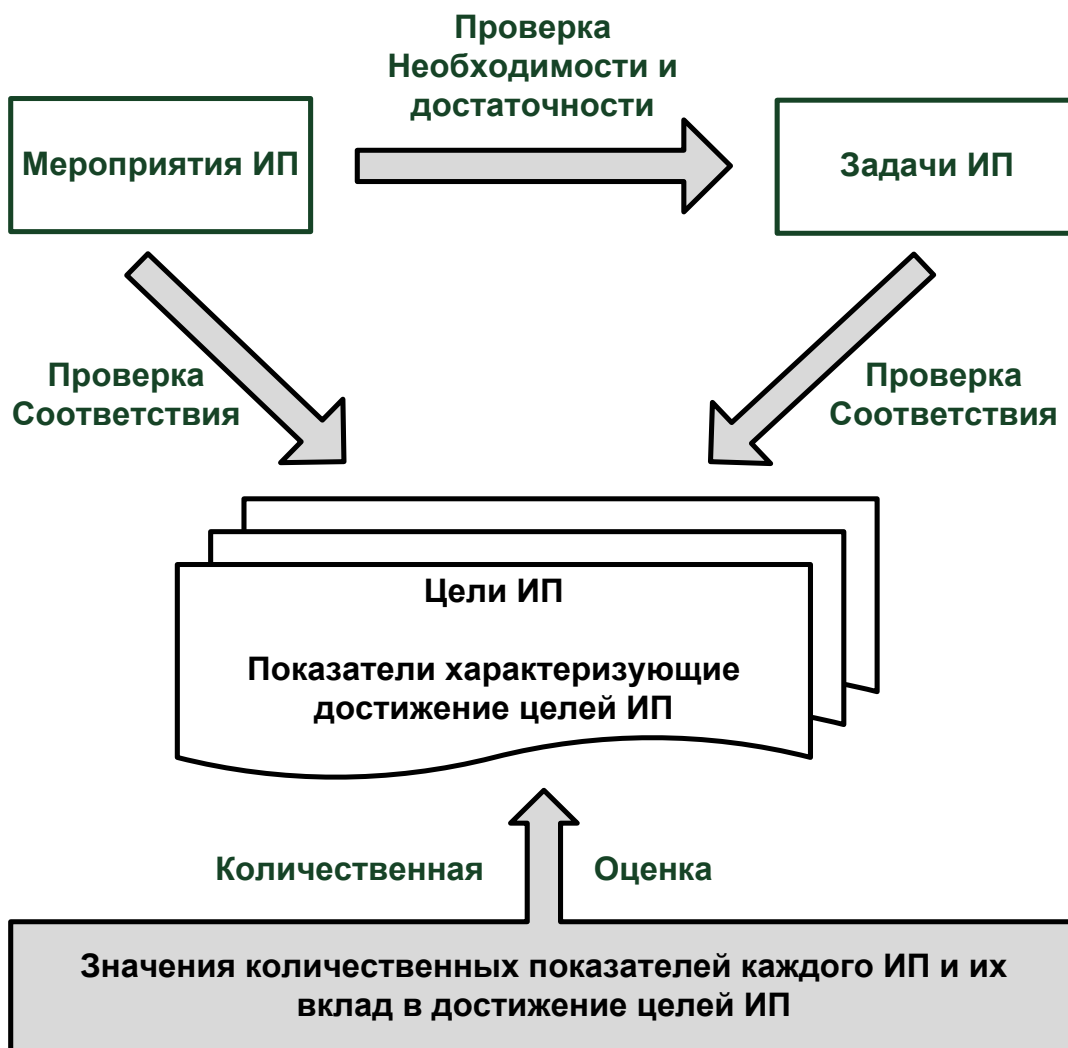 Проверка
Необходимости и
достаточности
Мероприятия ИП
Задачи ИП
Проверка
Соответствия
Проверка
Соответствия
Цели ИП
Показатели характеризующие
достижение целей ИП
Количественная Оценка
Значения количественных показателей каждого ИП и их
вклад в достижение целей ИП